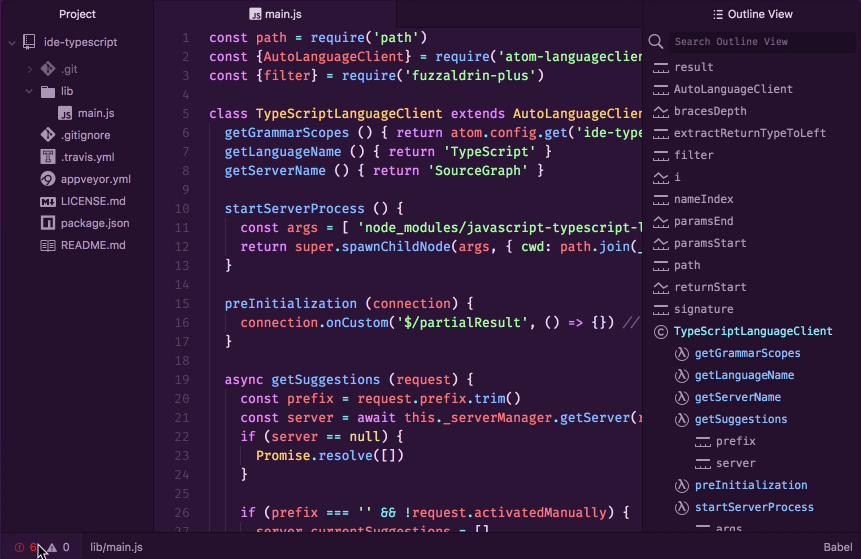 Project
ide-typescript
.git
lib
main.js
.gitignore
.travis.yml
appveyor.yml
LICENSE.md
package.json
README.md
main.js
1 const path = require('path')
2 const {AutoLanguageClient} = require('atom-languageclien
3 const {filter} = require('fuzzaldrin-plus')
4
5 class TypeScriptLanguageClient extends AutoLanguageClien
6 getGrammarScopes () { return atom.config.get('ide-type
7 getLanguageName () { return 'TypeScript' }
8 getServerName () { return 'SourceGraph' }
9
10 startServerProcess () {
11 const args = [ 'node_modules/javascript-typescript-l
12 return super.spawnChildNode(args, { cwd: path.join(_
13 }
14
15 preInitialization (connection) {
16 connection.onCustom('$/partialResult', () => {}) //
17 }
18
19 async getSuggestions (request) {
20 const prefix = request.prefix.trim()
21 const server = await this._serverManager.getServer(r
22 if (server == null) {
23 Promise.resolve([])
24 }
25
26 if (prefix === '' && !request.activatedManually) {
27 server.currentSuggestions = []
Outline View
Search Outline View
result
AutoLanguageClient
bracesDepth
extractReturnTypeToLeft
filter
i
nameIndex
paramsEnd
paramsStart
path
returnStart
signature
TypeScriptLanguageClient
getGrammarScopes
getLanguageName
getServerName
getSuggestions
prefix
server
preInitialization
startServerProcess
args
6 0 lib/main.js
Babel